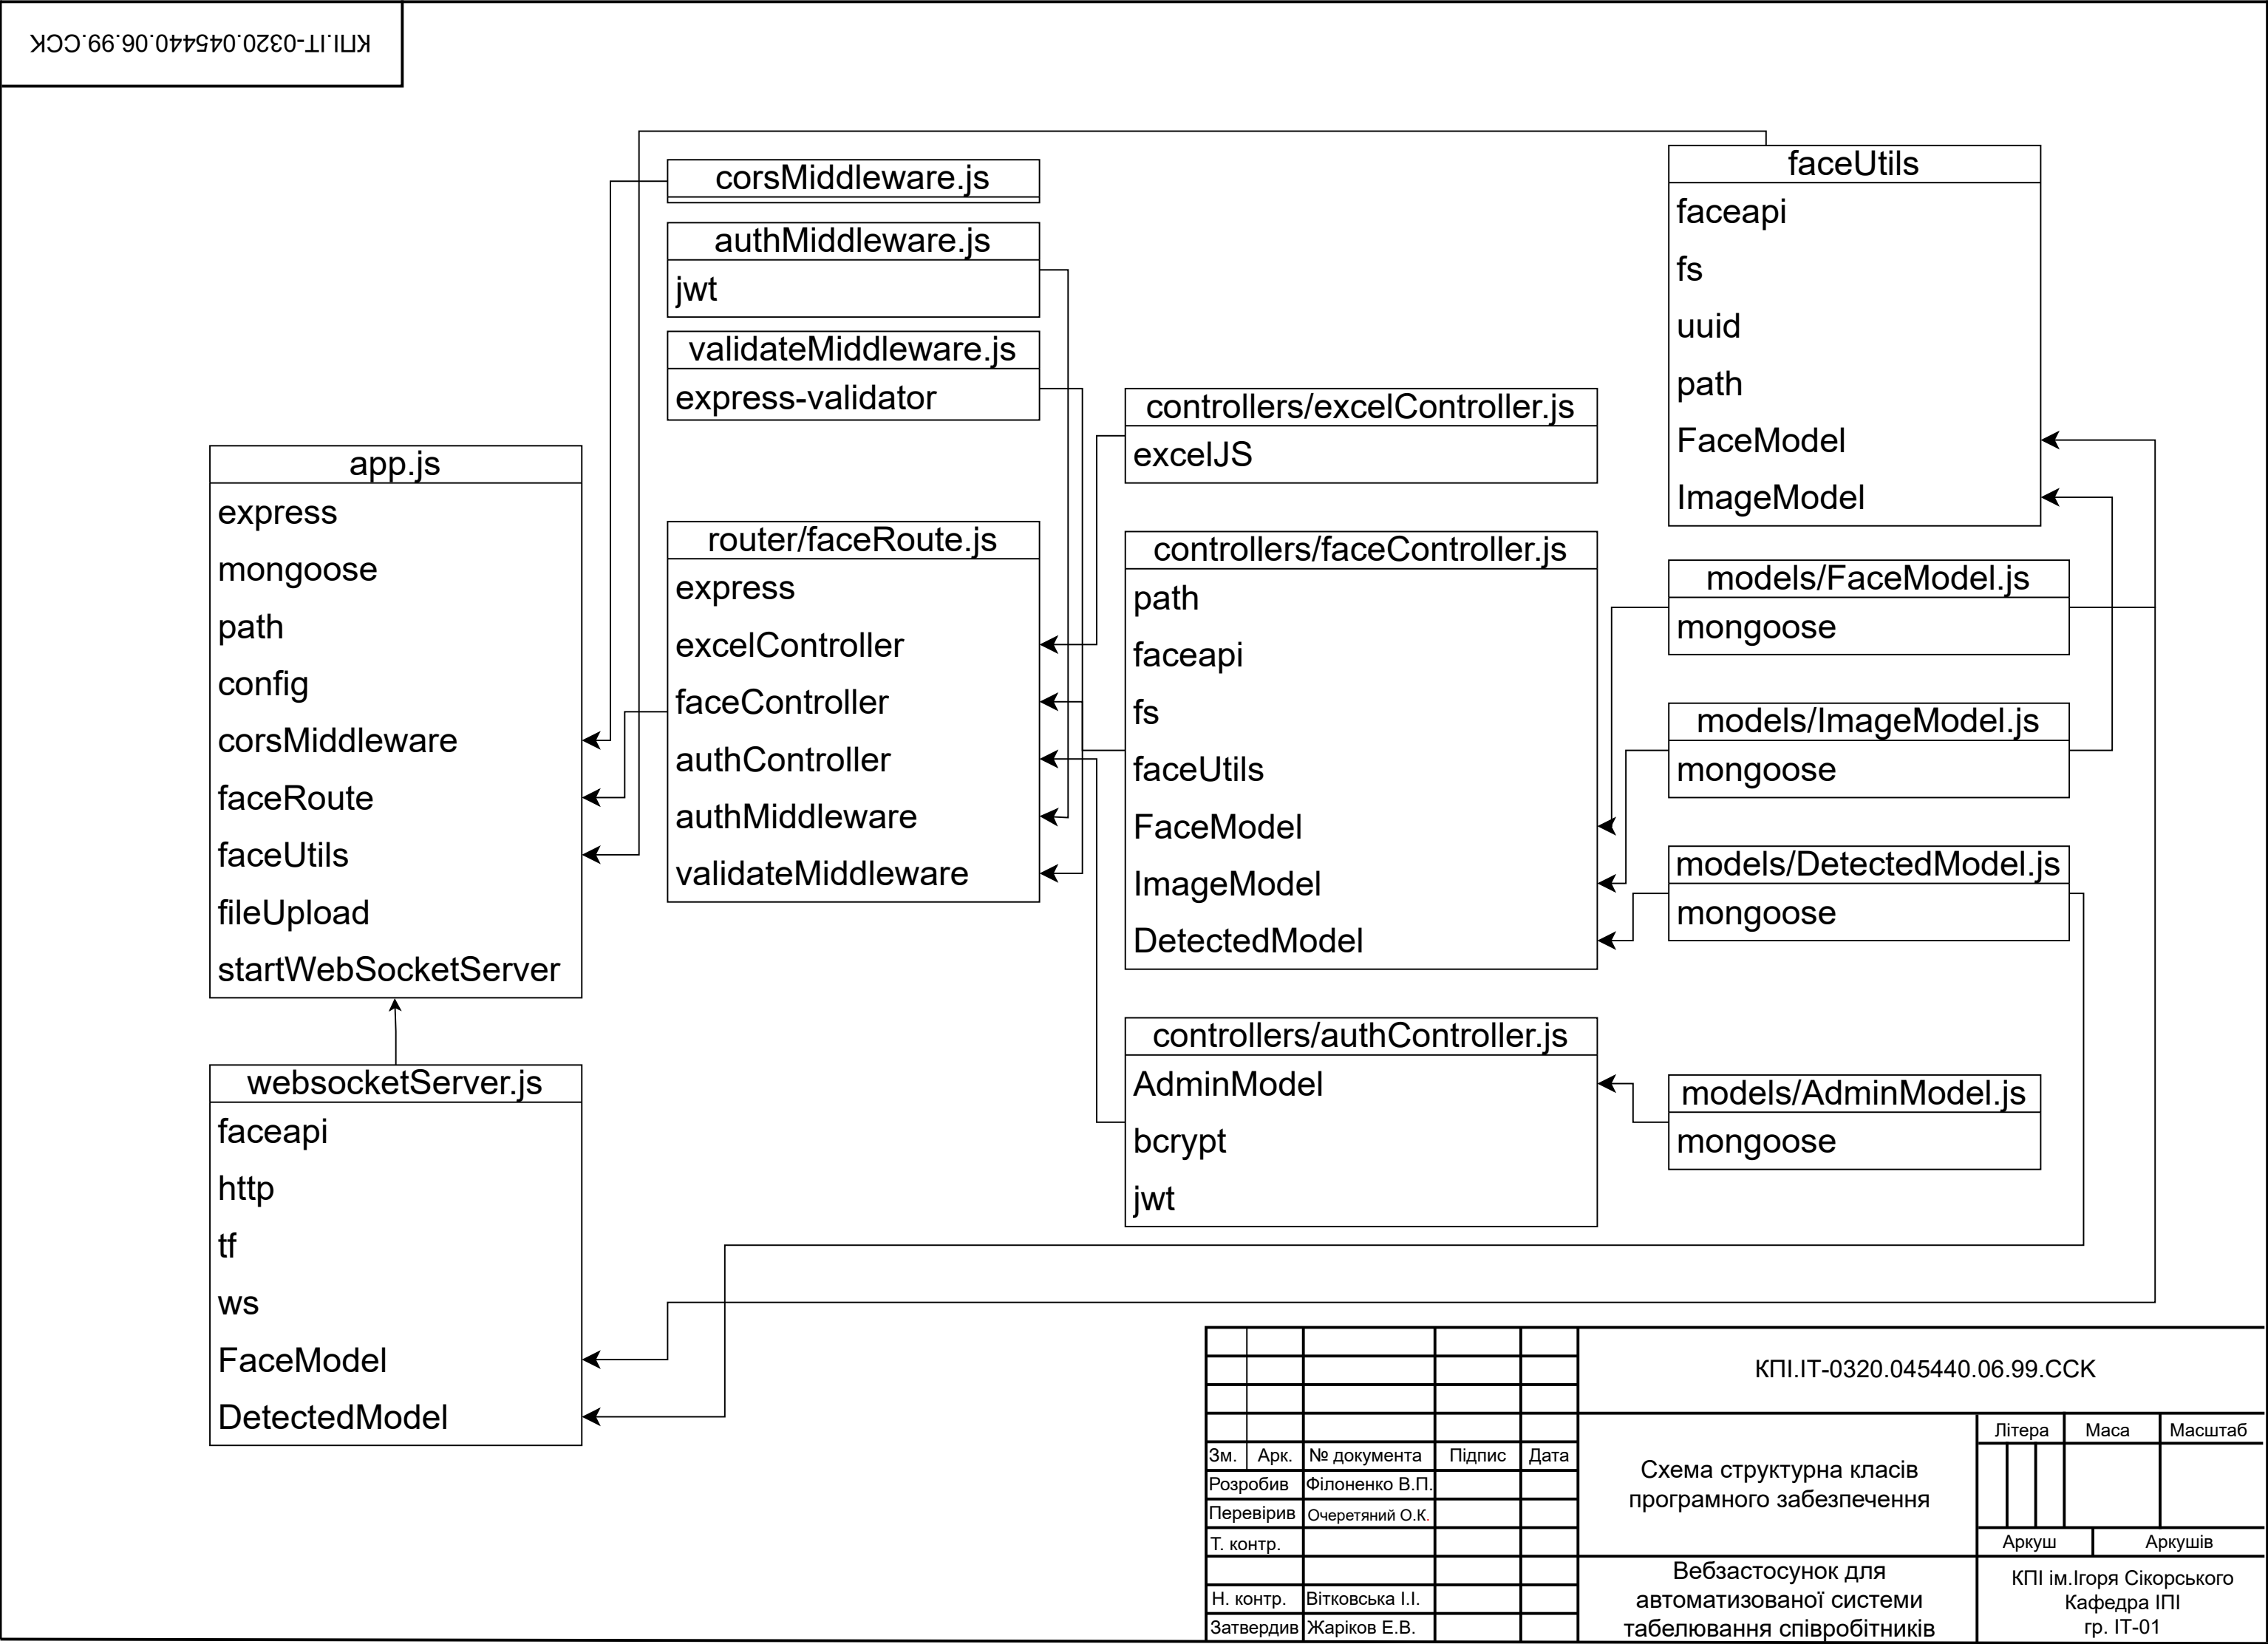 КПІ.ІТ-0320.045440.06.99.ССК
corsMiddleware.js
authMiddleware.js
jwt
validateMiddleware.js
express-validator
faceUtils
faceapi
fs
uuid
path
FaceModel
ImageModel
app.js
express
mongoose
path
config
corsMiddleware
faceRoute
faceUtils
fileUpload
startWebSocketServer
router/faceRoute.js
express
excelController
faceController
authController
authMiddleware
validateMiddleware
controllers/excelController.js
excelJS
controllers/faceController.js
path
faceapi
fs
faceUtils
FaceModel
ImageModel
DetectedModel
models/FaceModel.js
mongoose
models/ImageModel.js
mongoose
models/DetectedModel.js
mongoose
controllers/authController.js
AdminModel
bcrypt
jwt
models/AdminModel.js
mongoose
websocketServer.js
faceapi
http
tf
ws
FaceModel
DetectedModel
КПІ.ІТ-0320.045440.06.99.ССК
Зм. Арк. № документа Підпис Дата
Розробив Філоненко В.П.
Перевірив Очеретяний О.К.
Т. контр.
Н. контр. Вітковська І.І.
Затвердив Жаріков Е.В.
Схема структурна класів
програмного забезпечення
Літера Маса Масштаб
Аркуш Аркушів
Вебзастосунок для
автоматизованої системи
табелювання співробітників
КПІ ім.Ігоря Сікорського
Кафедра ІПІ
гр. ІТ-01